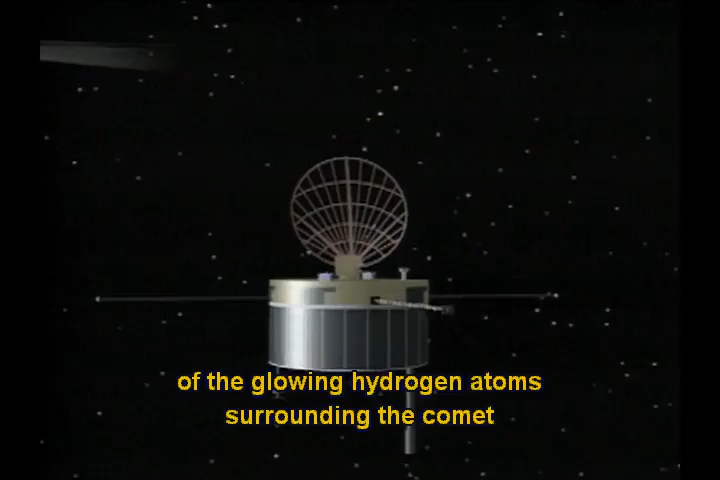 of the glowing hydrogen atoms
surrounding the comet